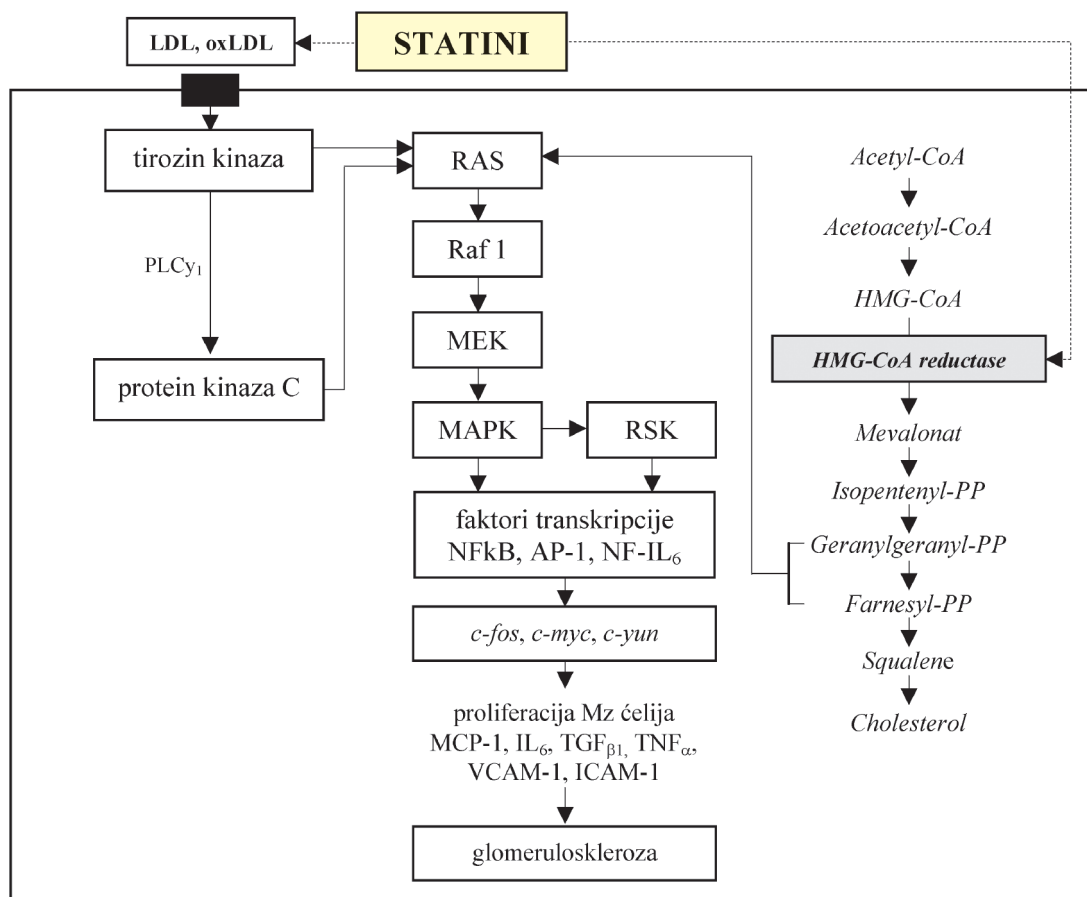 LDL, oxLDL
STATINI
tirozin kinaza
PLCy₁
protein kinaza C
RAS
Raf 1
MEK
MAPK
RSK
faktori transkripcije
NFkB, AP-1, NF-IL₆
c-fos, c-myc, c-yun
proliferacija Mz ćelija
MCP-1, IL₆, TGFβ1, TNFα,
VCAM-1, ICAM-1
glomeruloskleroza
Acetyl-CoA
Acetoacetyl-CoA
HMG-CoA
HMG-CoA reductase
Mevalonat
Isopentenyl-PP
Geranylgeranyl-PP
Farnesyl-PP
Squalene
Cholesterol